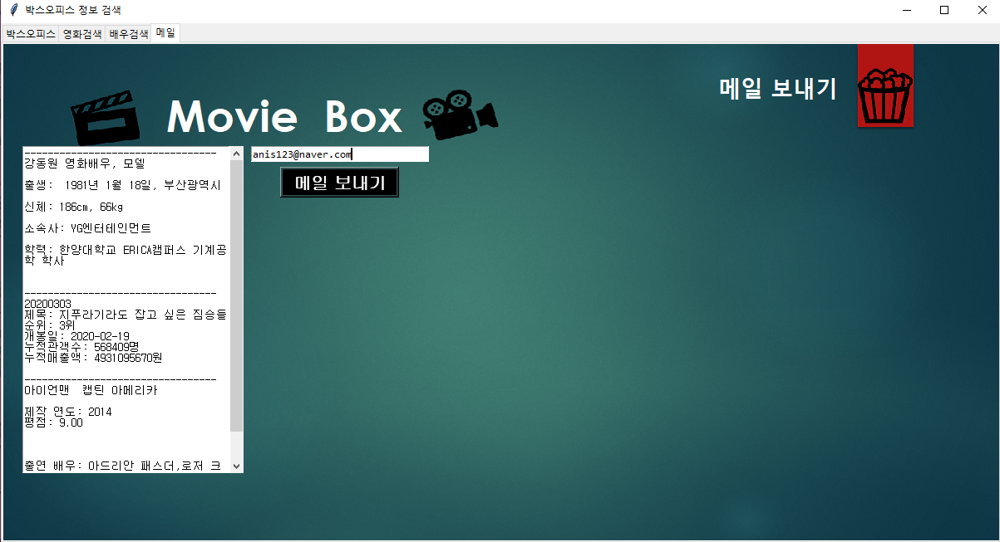 박스오피스 정보 검색
박스오피스 영화검색 배우검색 메일
메일 보내기
Movie Box
---------------------------------
강동원 영화배우, 모델
출생: 1981년 1월 18일, 부산광역시
신체: 186cm, 66kg
소속사: YG엔터테인먼트
학력: 한양대학교 ERICA캠퍼스 기계공
학 학사
---------------------------------
20200303
제목: 지푸라기라도 잡고 싶은 짐승들
순위: 3위
개봉일: 2020-02-19
누적관객수: 568409명
누적매출액: 4931095670원
---------------------------------
아이언맨 캡틴 아메리카
제작 연도: 2014
평점: 9.00
출연 배우: 아드리안 패스더,로저 크
anis123@naver.com
메일 보내기